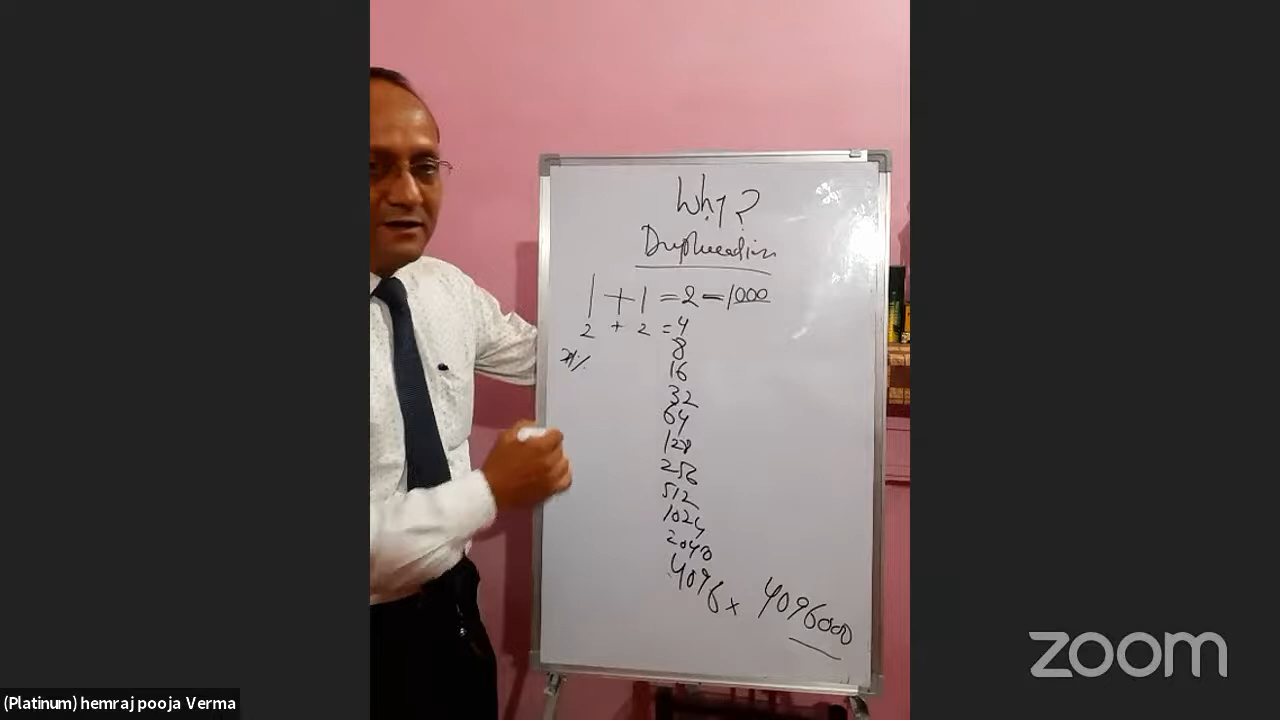 Why?
Duplication
1 + 1 = 2 = 1000
2 + 2 = 4
8
16
32
64
128
256
512
1024
2048
4096 x 4096000
zoom
(Platinum) hemraj pooja Verma